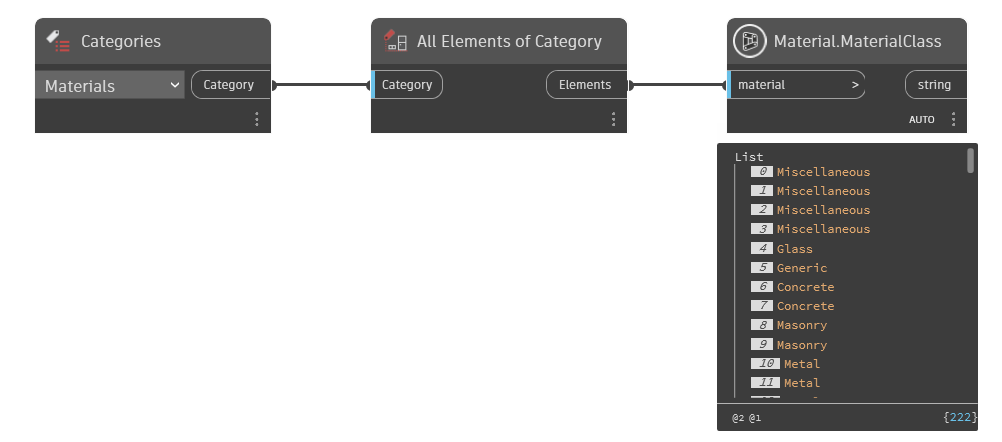 Categories
Materials
Category
All Elements of Category
Category
Elements
Material.MaterialClass
material >
string
AUTO
List
0 Miscellaneous
1 Miscellaneous
2 Miscellaneous
3 Miscellaneous
4 Glass
5 Generic
6 Concrete
7 Concrete
8 Masonry
9 Masonry
10 Metal
11 Metal
@2 @1
{222}